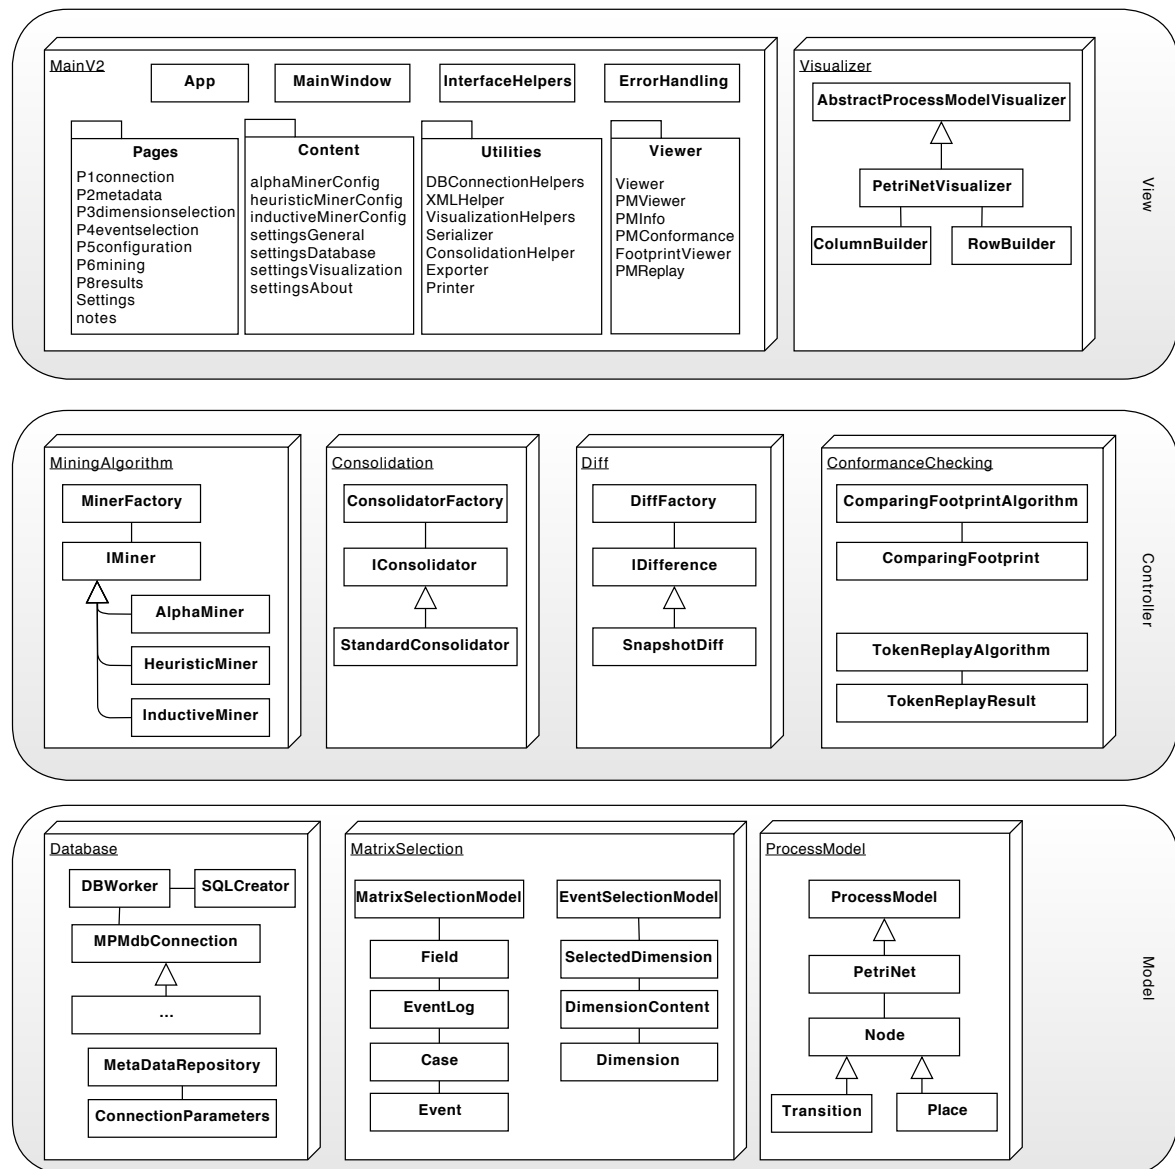 MainV2
App
MainWindow
InterfaceHelpers
ErrorHandling
Pages
P1connection
P2metadata
P3dimensionselection
P4eventselection
P5configuration
P6mining
P8results
Settings
notes
Content
alphaMinerConfig
heuristicMinerConfig
inductiveMinerConfig
settingsGeneral
settingsDatabase
settingsVisualization
settingsAbout
Utilities
DBConnectionHelpers
XMLHelper
VisualizationHelpers
Serializer
ConsolidationHelper
Exporter
Printer
Viewer
Viewer
PMViewer
PMInfo
PMConformance
FootprintViewer
PMReplay
Visualizer
AbstractProcessModelVisualizer
PetriNetVisualizer
ColumnBuilder
RowBuilder
View
MiningAlgorithm
MinerFactory
IMiner
AlphaMiner
HeuristicMiner
InductiveMiner
Consolidation
ConsolidatorFactory
IConsolidator
StandardConsolidator
Diff
DiffFactory
IDifference
SnapshotDiff
ConformanceChecking
ComparingFootprintAlgorithm
ComparingFootprint
TokenReplayAlgorithm
TokenReplayResult
Controller
Database
DBWorker
SQLCreator
MPMdbConnection
...
MetaDataRepository
ConnectionParameters
MatrixSelection
MatrixSelectionModel
Field
EventLog
Case
Event
EventSelectionModel
SelectedDimension
DimensionContent
Dimension
ProcessModel
ProcessModel
PetriNet
Node
Transition
Place
Model